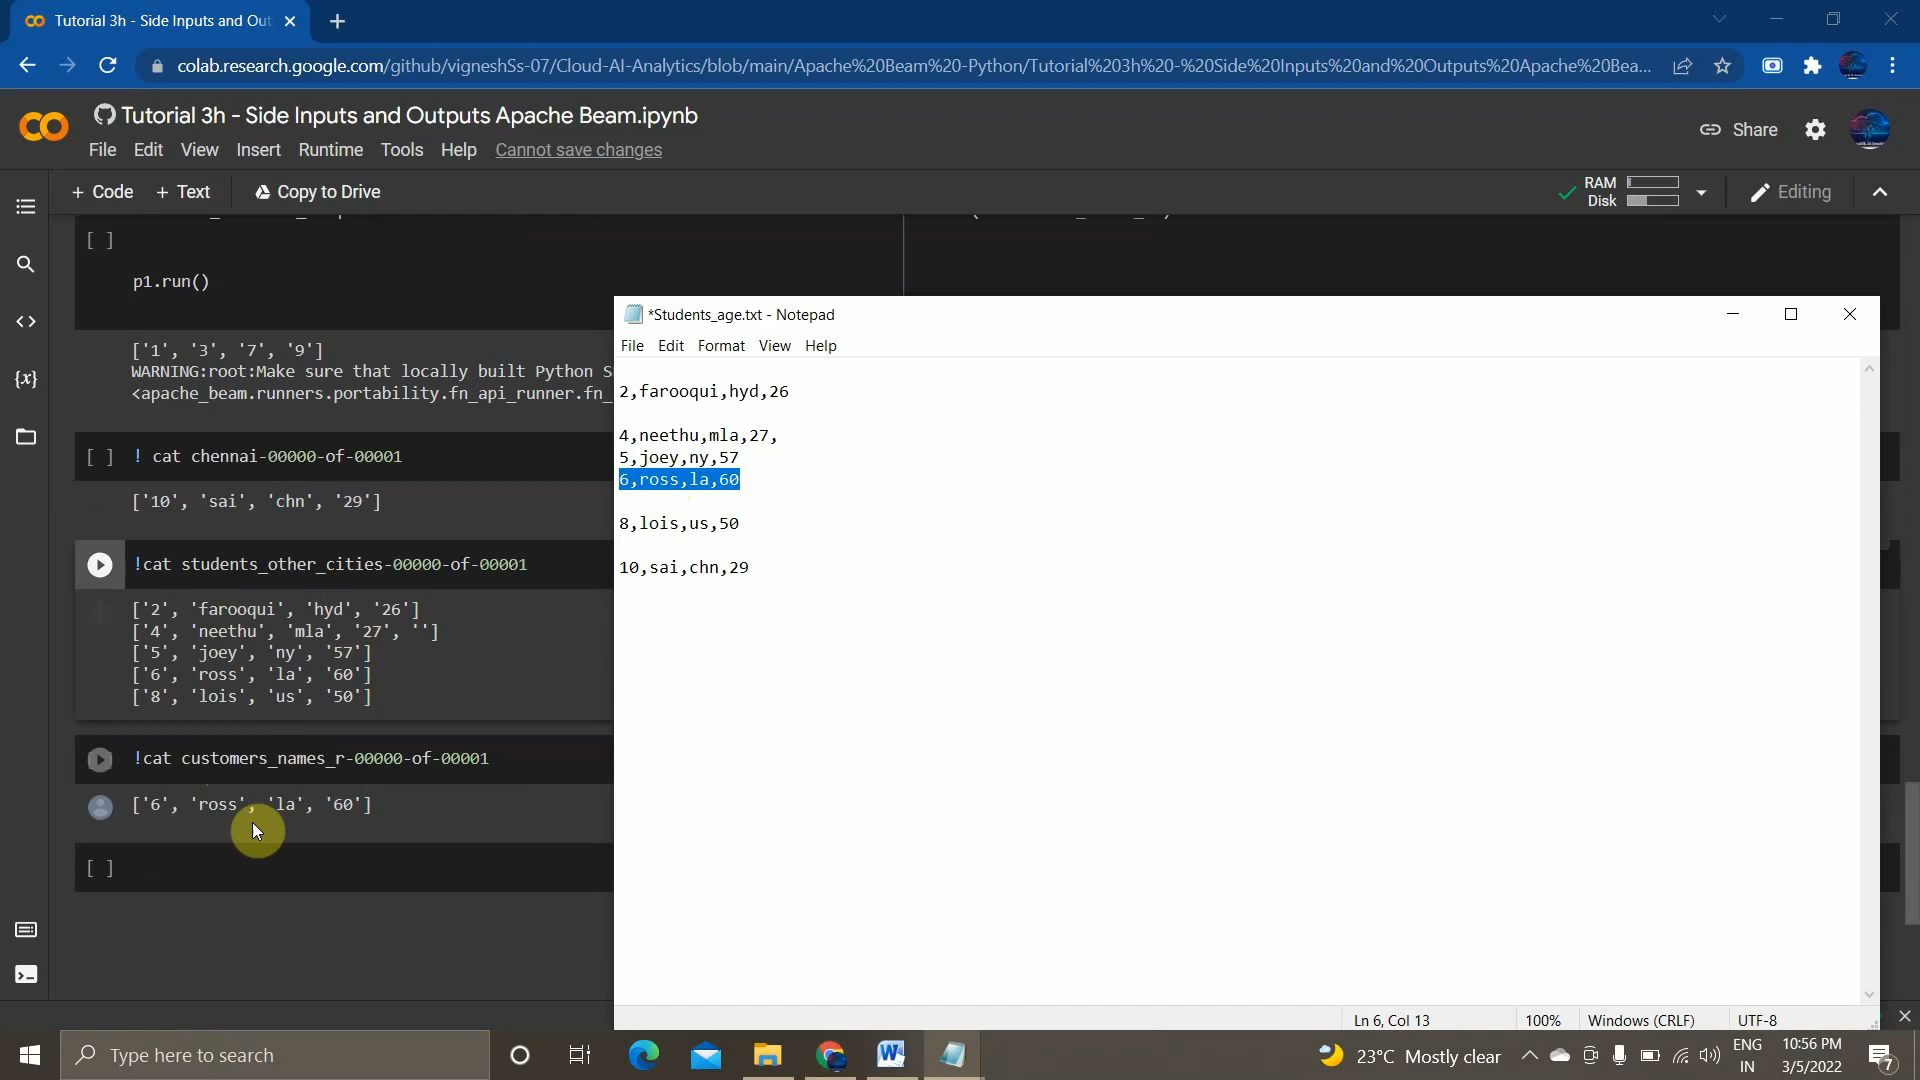 Tutorial 3h - Side Inputs and Out
colab.research.google.com/github/vigneshSs-07/Cloud-AI-Analytics/blob/main/Apache%20Beam%20-Python/Tutorial%203h%20-%20Side%20Inputs%20and%20Outputs%20Apache%20Bea...
Tutorial 3h - Side Inputs and Outputs Apache Beam.ipynb
Share
File Edit View Insert Runtime Tools Help Cannot save changes
+ Code + Text Copy to Drive
RAM
Disk
Editing
[ ]
p1.run()
['1', '3', '7', '9']
WARNING:root:Make sure that locally built Python S
<apache_beam.runners.portability.fn_api_runner.fn_
[ ] ! cat chennai-00000-of-00001
['10', 'sai', 'chn', '29']
!cat students_other_cities-00000-of-00001
['2', 'farooqui', 'hyd', '26']
['4', 'neethu', 'mla', '27', '']
['5', 'joey', 'ny', '57']
['6', 'ross', 'la', '60']
['8', 'lois', 'us', '50']
!cat customers_names_r-00000-of-00001
['6', 'ross', 'la', '60']
[ ]
*Students_age.txt - Notepad
File Edit Format View Help
2,farooqui,hyd,26
4,neethu,mla,27,
5,joey,ny,57
6,ross,la,60
8,lois,us,50
10,sai,chn,29
Ln 6, Col 13 100% Windows (CRLF) UTF-8
Type here to search
23°C Mostly clear
ENG
IN
10:56 PM
3/5/2022
7